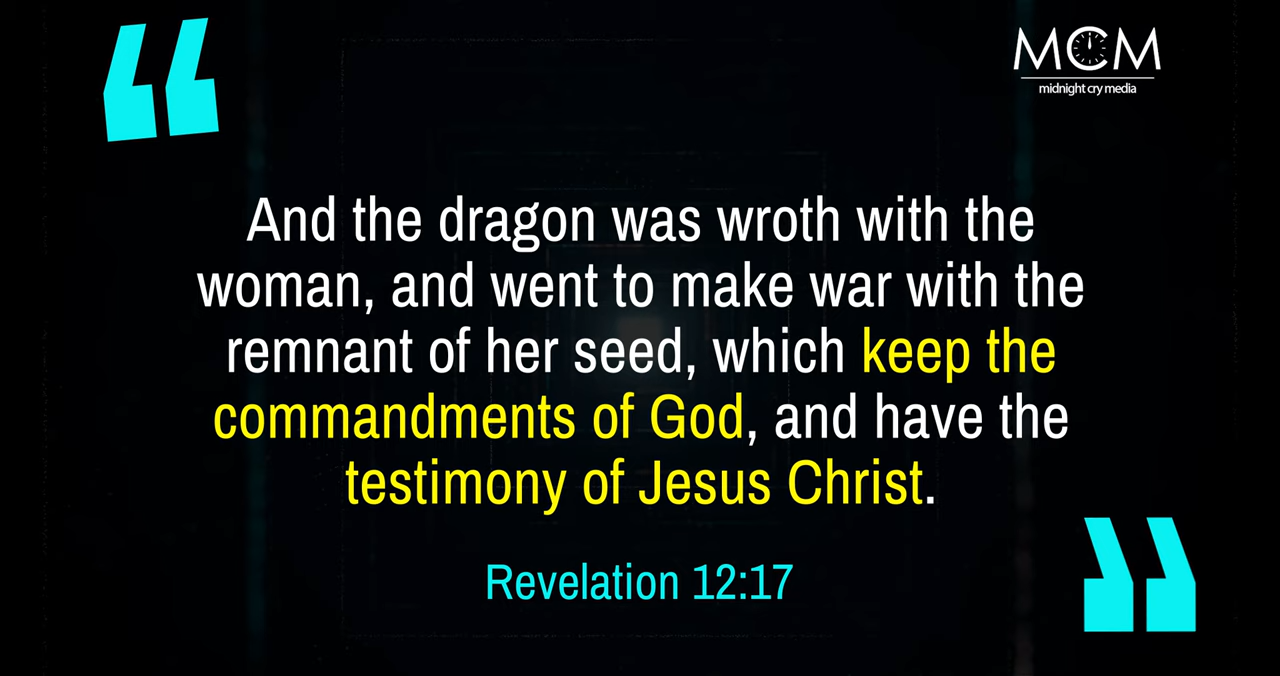 MCM
midnight cry media
“
And the dragon was wroth with the
woman, and went to make war with the
remnant of her seed, which keep the
commandments of God, and have the
testimony of Jesus Christ.
Revelation 12:17
”